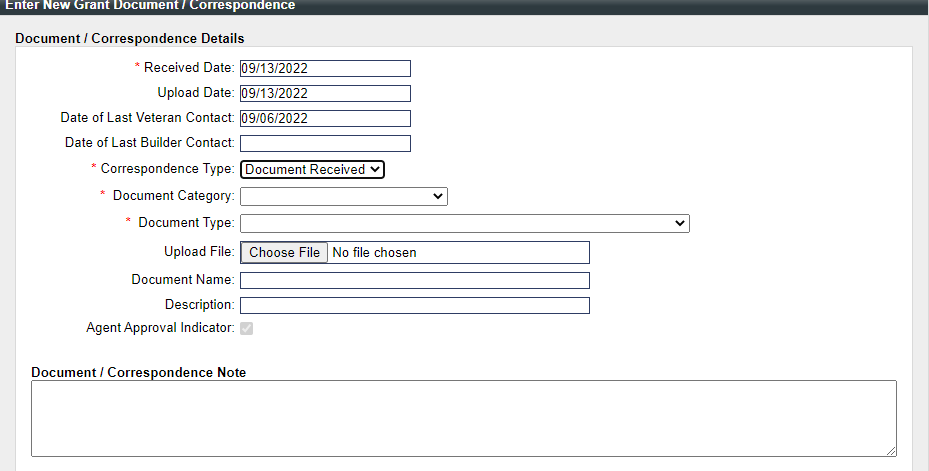 Enter New Grant Document / Correspondence
Document / Correspondence Details
* Received Date: 09/13/2022
Upload Date: 09/13/2022
Date of Last Veteran Contact: 09/06/2022
Date of Last Builder Contact:
* Correspondence Type: Document Received
* Document Category:
* Document Type:
Upload File: Choose File No file chosen
Document Name:
Description:
Agent Approval Indicator:
Document / Correspondence Note